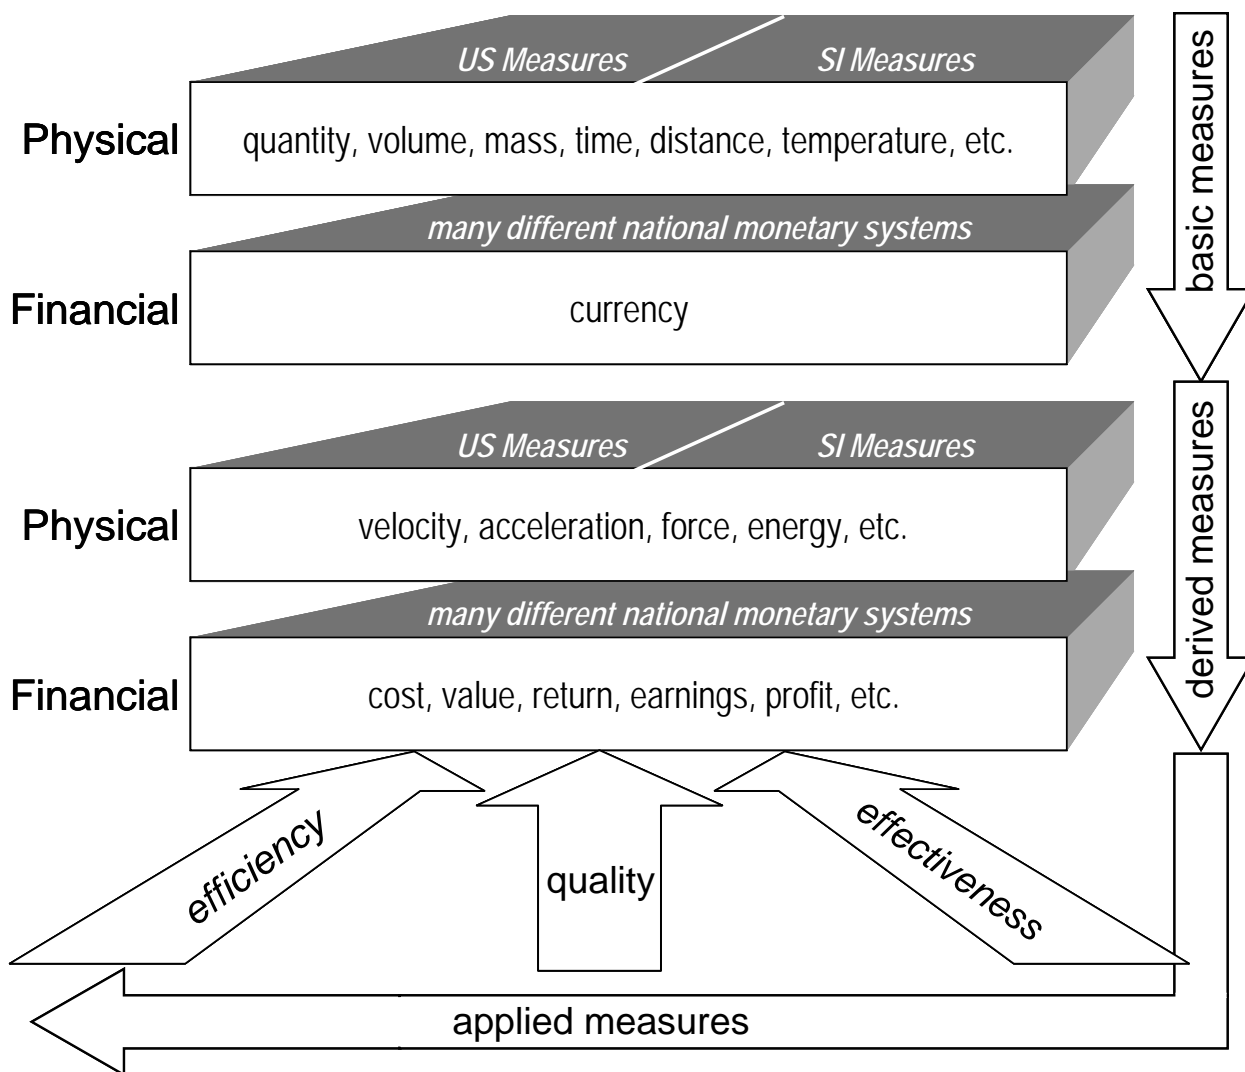 US Measures
SI Measures
Physical
quantity, volume, mass, time, distance, temperature, etc.
many different national monetary systems
Financial
currency
basic measures
US Measures
SI Measures
Physical
velocity, acceleration, force, energy, etc.
many different national monetary systems
Financial
cost, value, return, earnings, profit, etc.
derived measures
efficiency
quality
effectiveness
applied measures